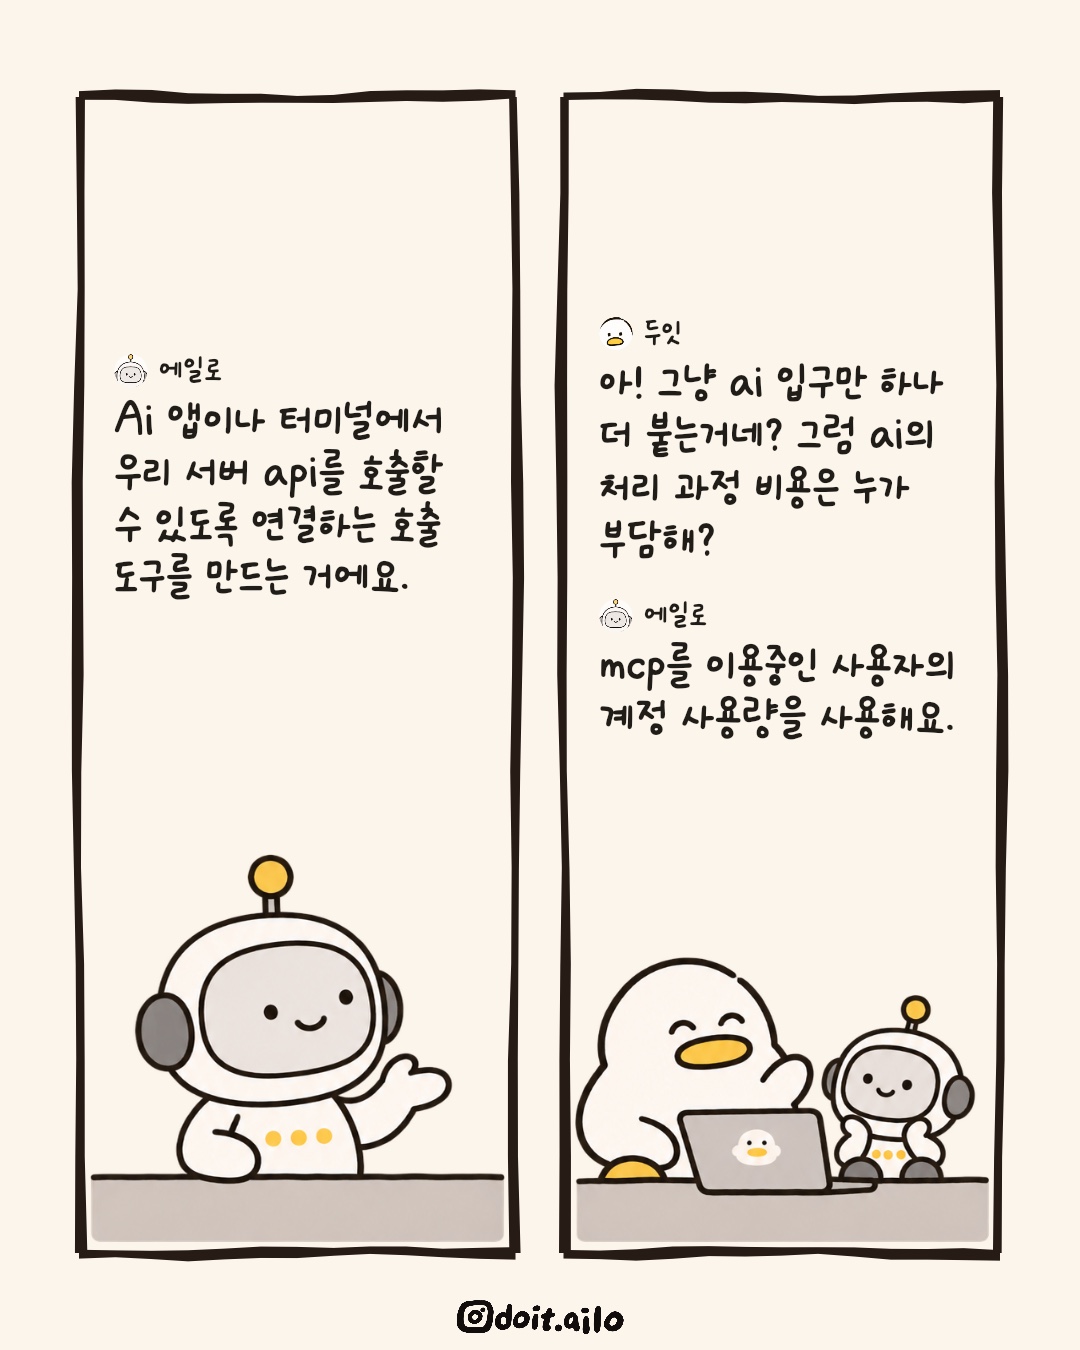 에일로
Ai 앱이나 터미널에서
우리 서버 api를 호출할
수 있도록 연결하는 호출
도구를 만드는 거에요.
두잇
아! 그냥 ai 입구만 하나
더 붙는거네? 그럼 ai의
처리 과정 비용은 누가
부담해?
에일로
mcp를 이용중인 사용자의
계정 사용량을 사용해요.
doit.ailo